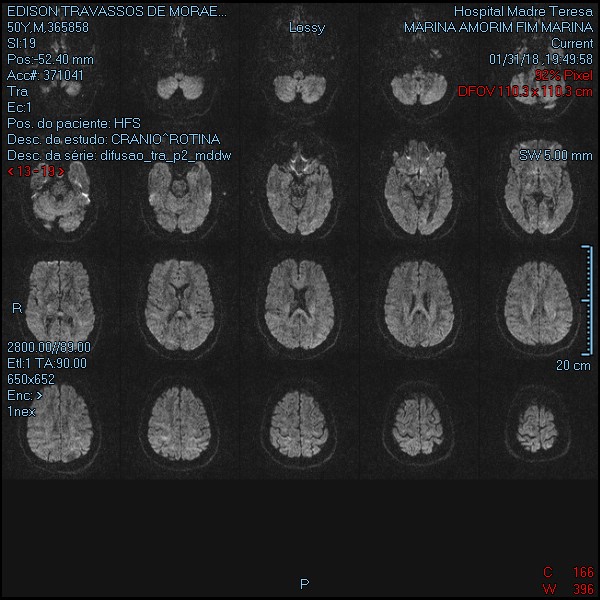 EDISON TRAVASSOS DE MORAE...
50Y,M,365858
Sl:19
Pos:-52.40 mm
Acc#: 371041
Tra
Ec:1
Pos. do paciente: HFS
Desc. do estudo: CRANIO^ROTINA
Desc. da série: difusao_tra_p2_mddw
< 13 - 19 >
Lossy
Hospital Madre Teresa
MARINA AMORIM FIM MARINA
Current
01/31/18 ,19:49:58
92% Pixel
DFOV 110.3 x 110.3 cm
SW 5.00 mm
R
2800.00//89.00
Etl:1 TA:90.00
650x652
Enc: >
1nex
20 cm
P
C 166
W 396